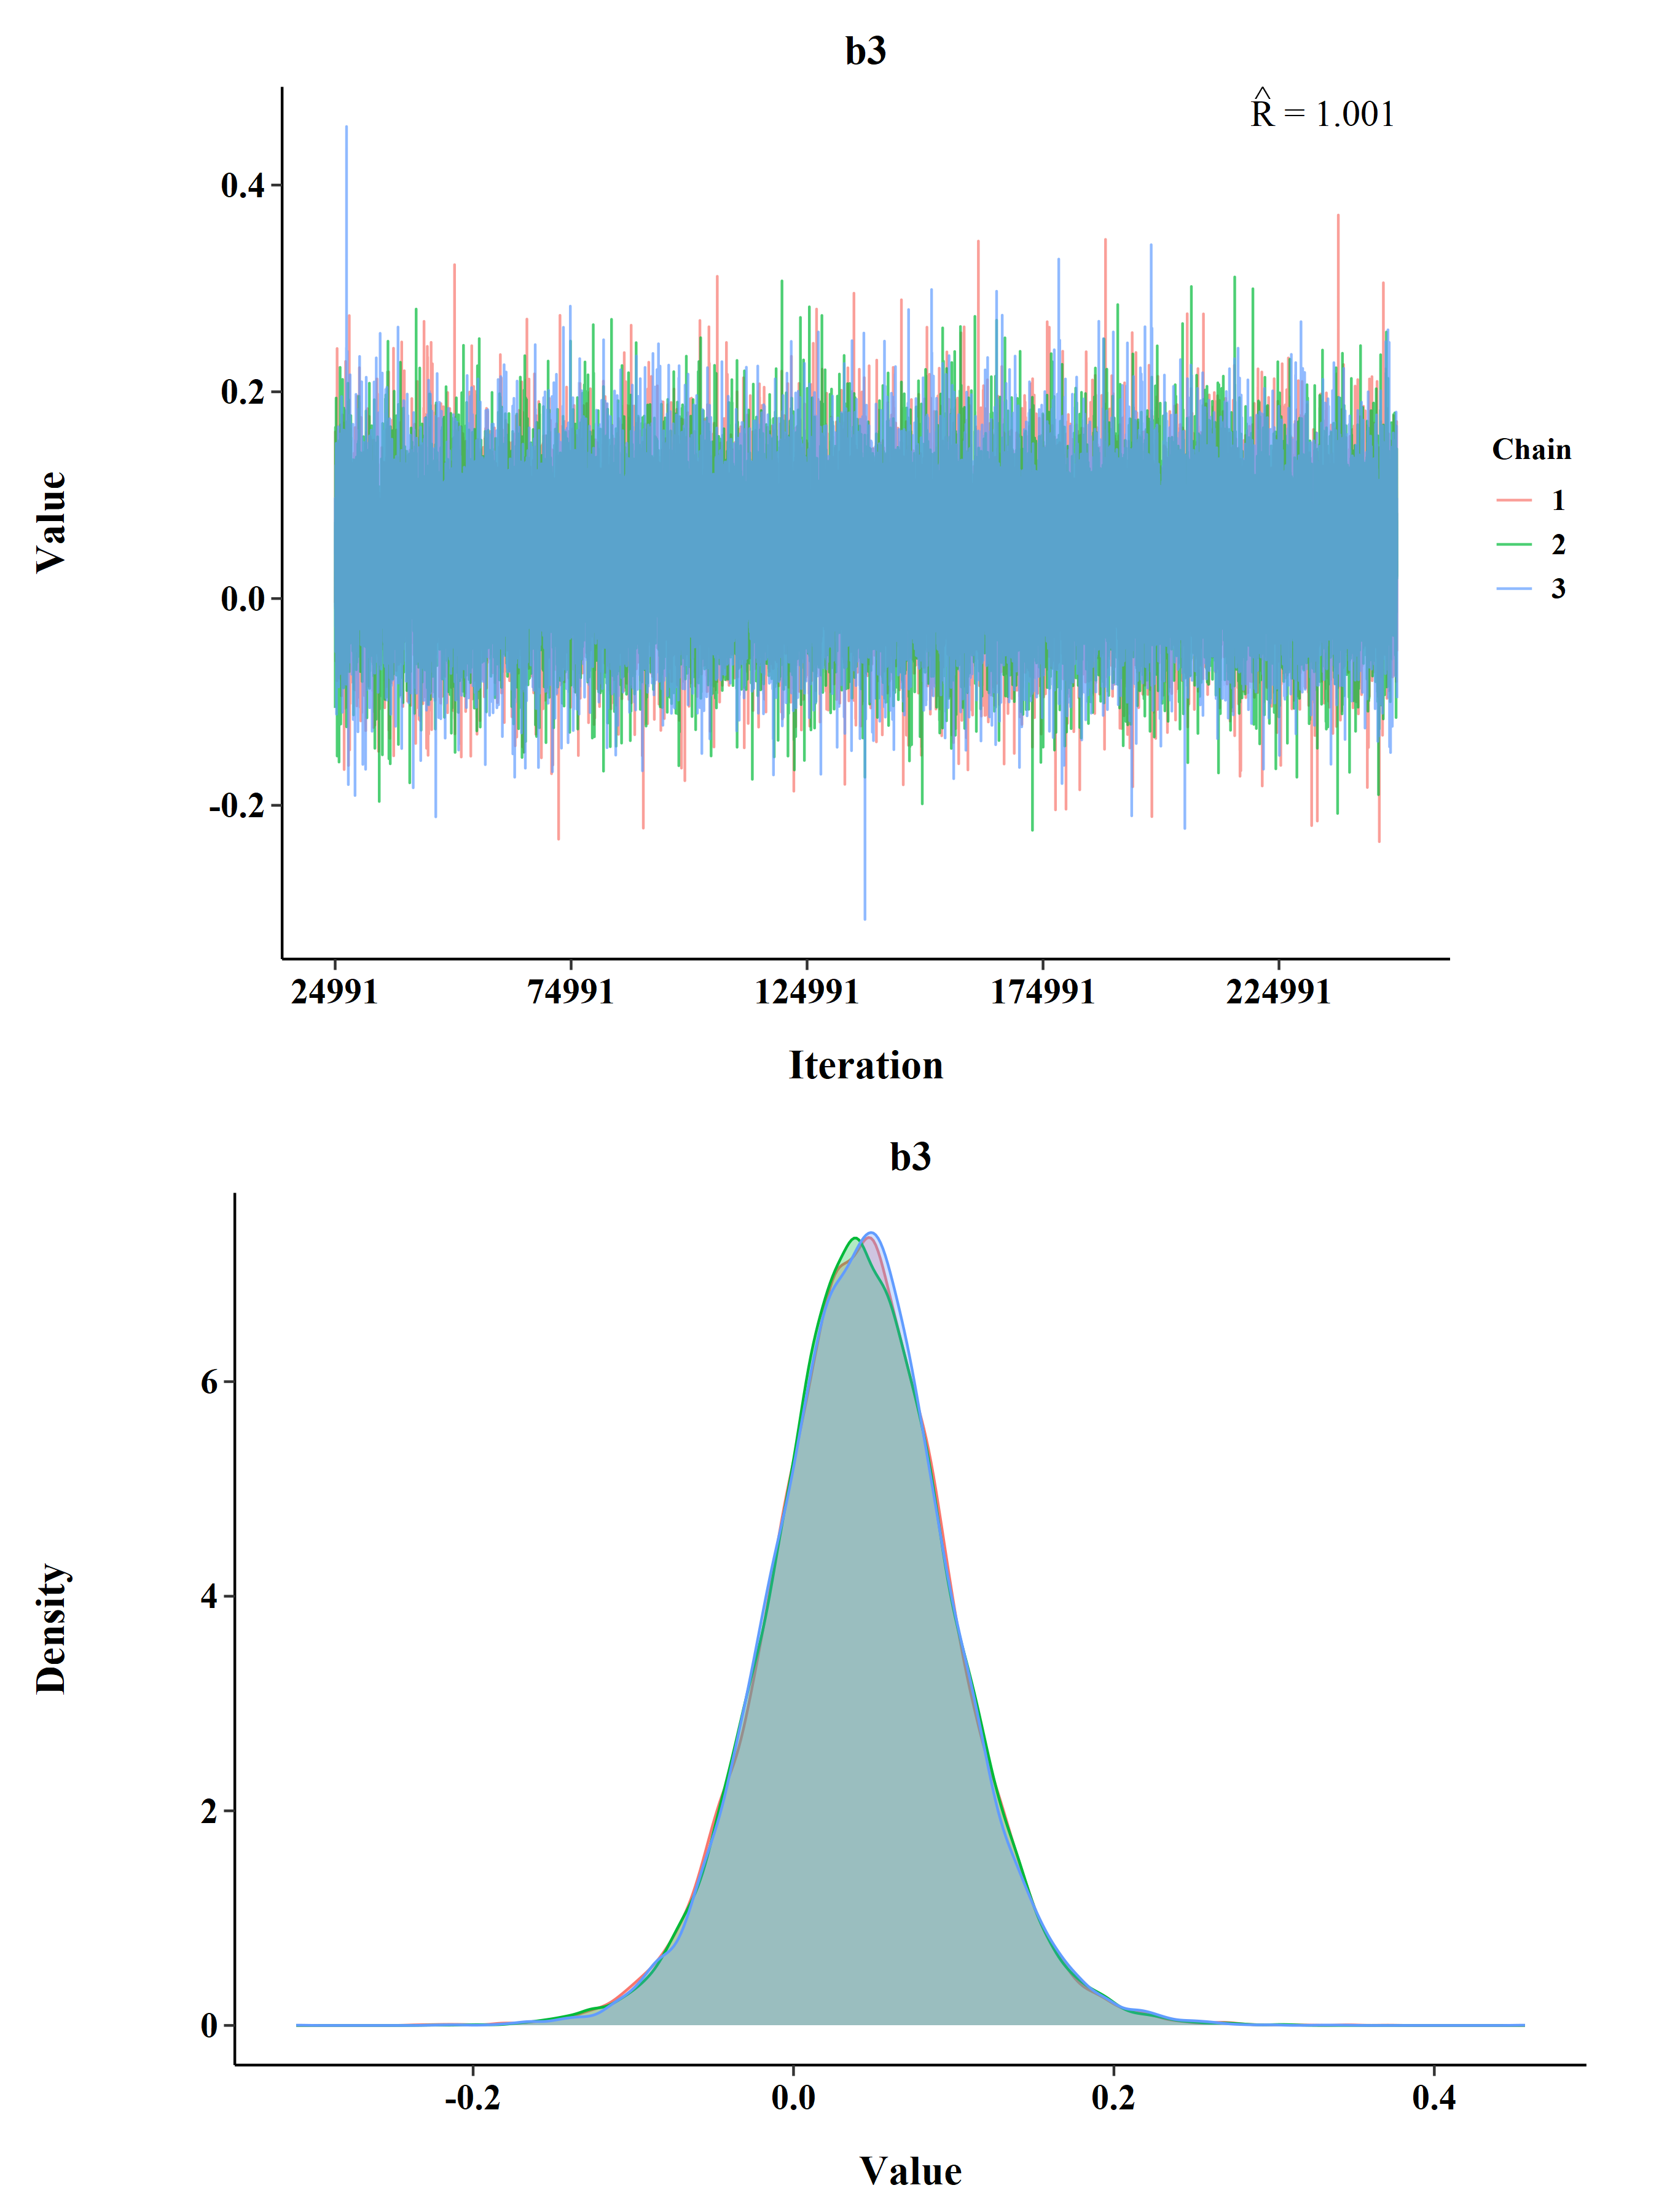 b3
R̂ = 1.001
0.4
0.2
0.0
-0.2
Value
24991 74991 124991 174991 224991
Iteration
Chain
1
2
3
b3
6
4
2
0
Density
-0.2 0.0 0.2 0.4
Value